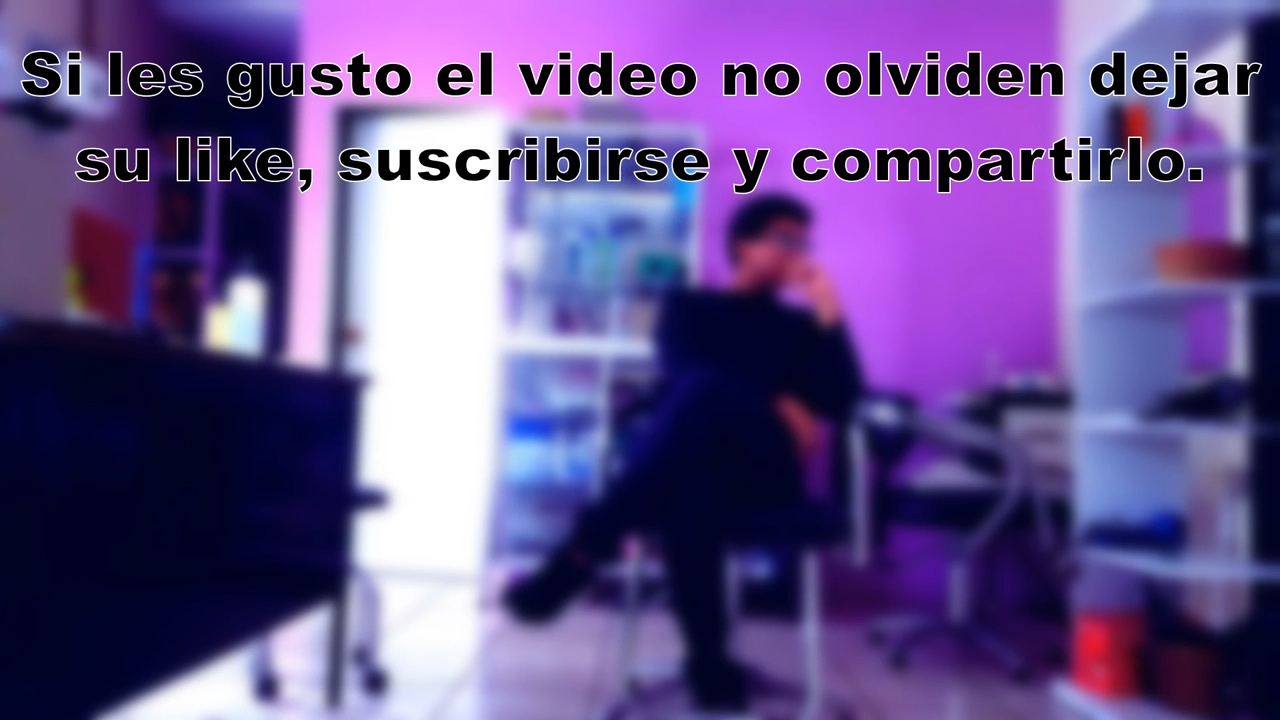 Si les gusto el video no olviden dejar
su like, suscribirse y compartirlo.